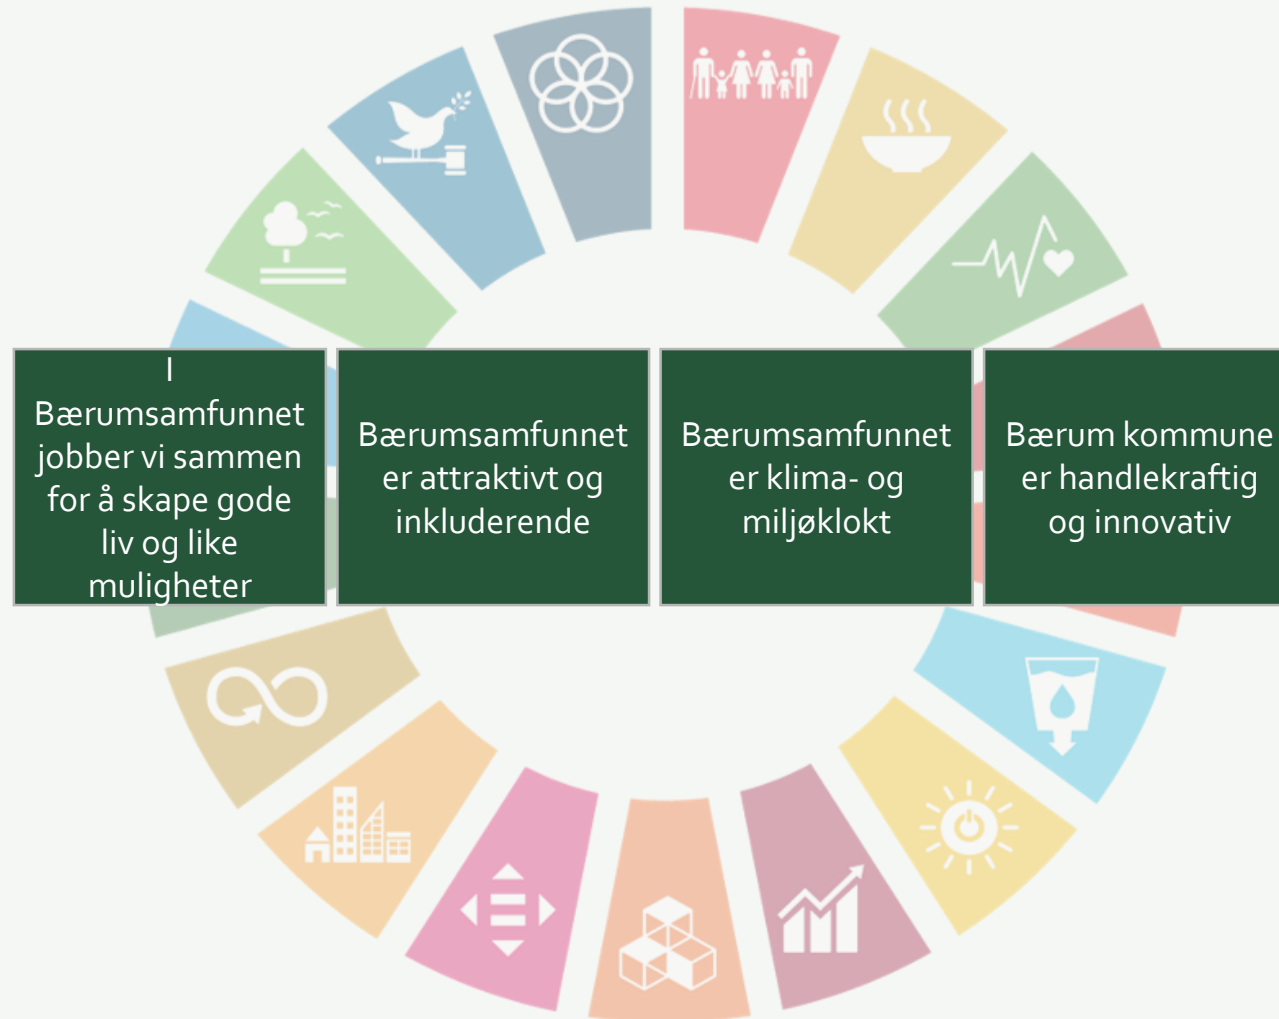 I
Bærumsamfunnet
jobber vi sammen
for å skape gode
liv og like
muligheter
Bærumsamfunnet
er attraktivt og
inkluderende
Bærumsamfunnet
er klima- og
miljøklokt
Bærum kommune
er handlekraftig
og innovativ